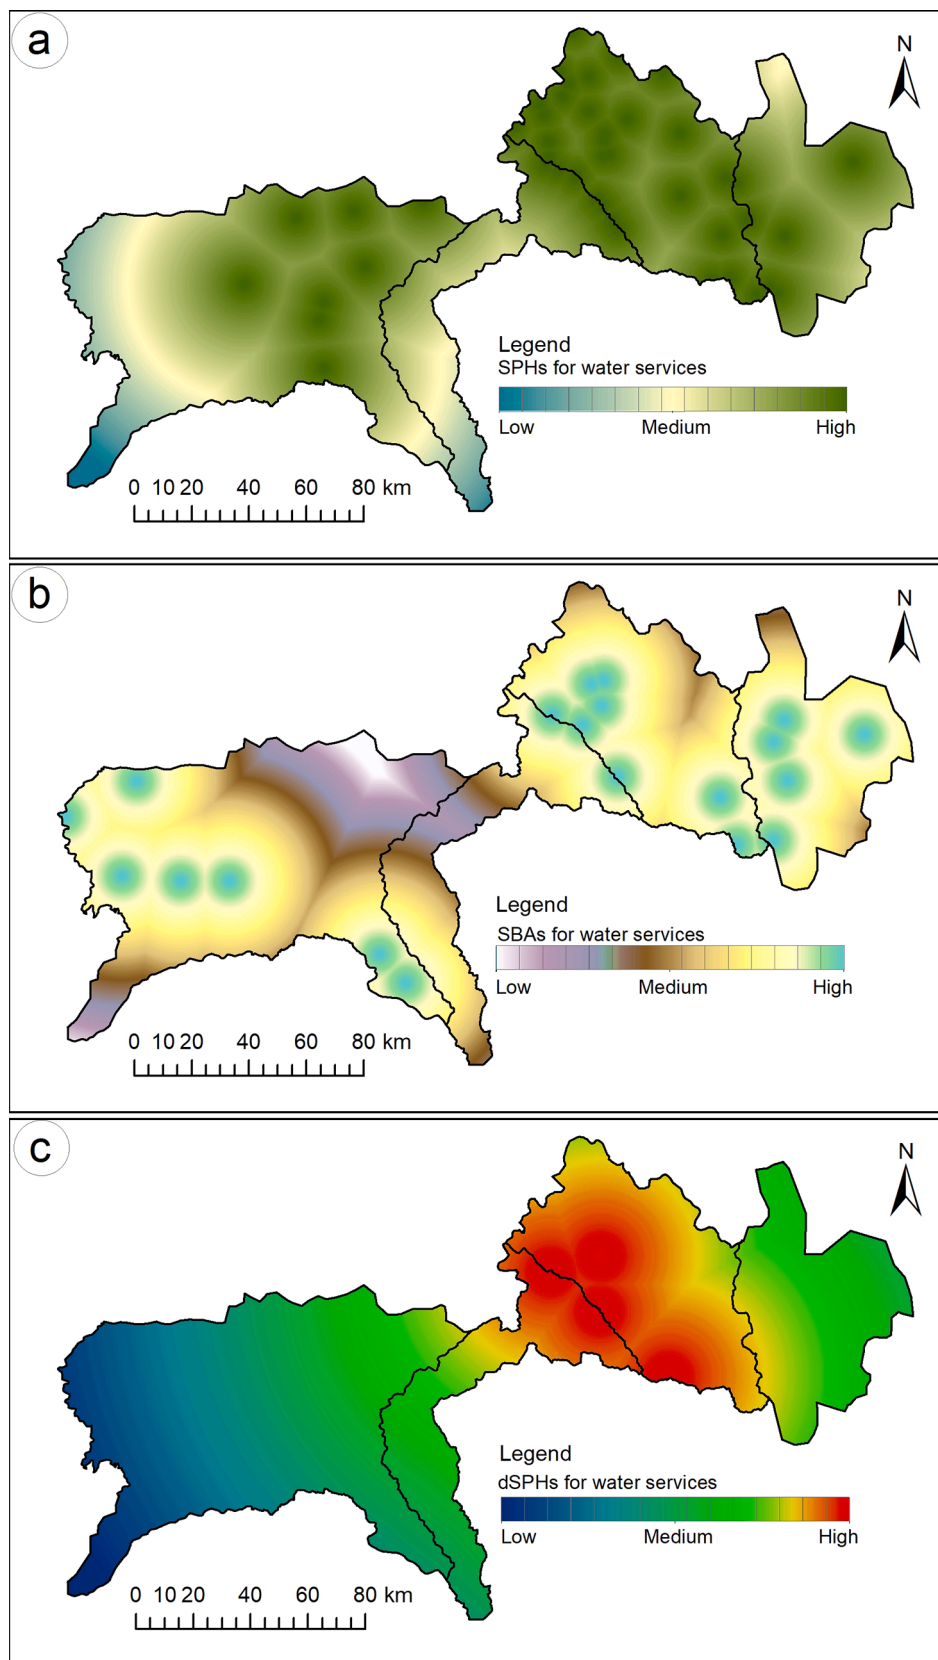 a
N
Legend
SPHs for water services
Low Medium High
0 10 20 40 60 80 km
b
N
Legend
SBAs for water services
Low Medium High
0 10 20 40 60 80 km
c
N
Legend
dSPHs for water services
Low Medium High
0 10 20 40 60 80 km